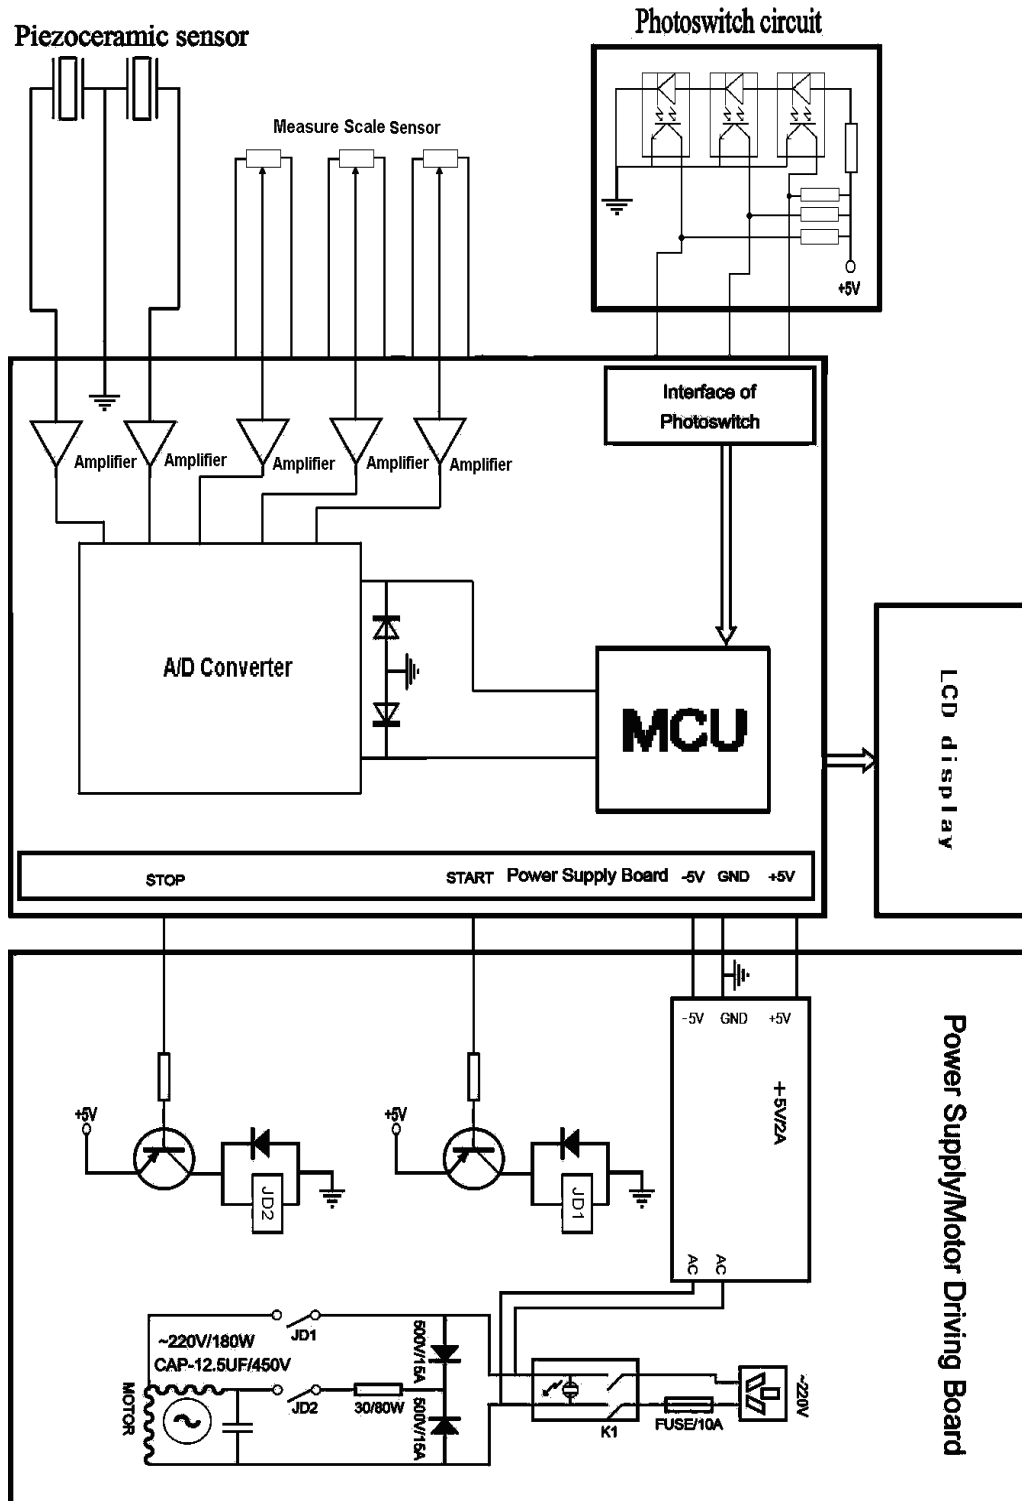 Photoswitch circuit
Piezoceramic sensor
Measure Scale Sensor
+5V
Interface of
Photoswitch
Amplifier
Amplifier
Amplifier
Amplifier
Amplifier
A/D Converter
MCU
LCD display
STOP
START
Power Supply Board
-5V
GND
+5V
-5V
GND
+5V
+5V/2A
AC
AC
Power Supply/Motor Driving Board
+5V
JD2
+5V
JD1
~220V/180W
CAP-12.5UF/450V
JD1
JD2
30/80W
600V/15A
600V/15A
MOTOR
K1
FUSE/10A
~220V